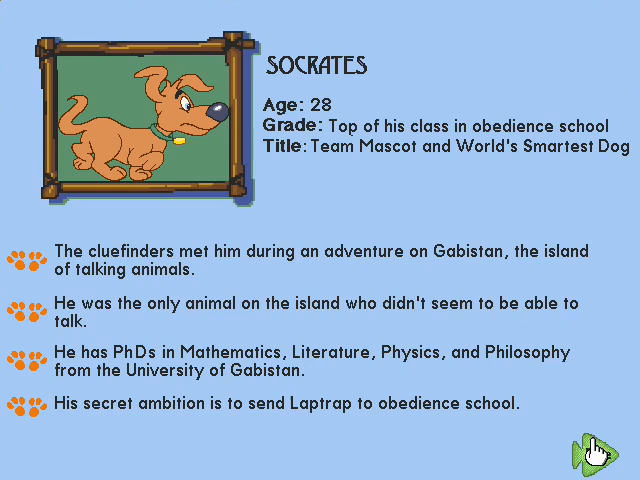 SOCRATES
Age: 28
Grade: Top of his class in obedience school
Title: Team Mascot and World's Smartest Dog
The cluefinders met him during an adventure on Gabistan, the island
of talking animals.
He was the only animal on the island who didn't seem to be able to
talk.
He has PhDs in Mathematics, Literature, Physics, and Philosophy
from the University of Gabistan.
His secret ambition is to send Laptrap to obedience school.